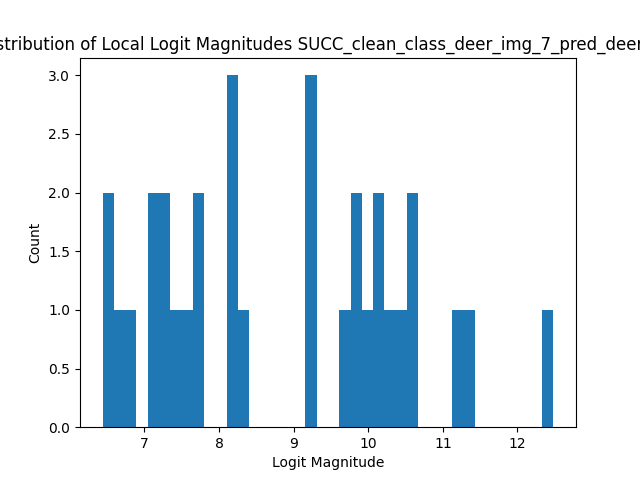 stribution of Local Logit Magnitudes SUCC_clean_class_deer_img_7_pred_deer
3.0
2.5
2.0
1.5
1.0
0.5
0.0
Count
7 8 9 10 11 12
Logit Magnitude